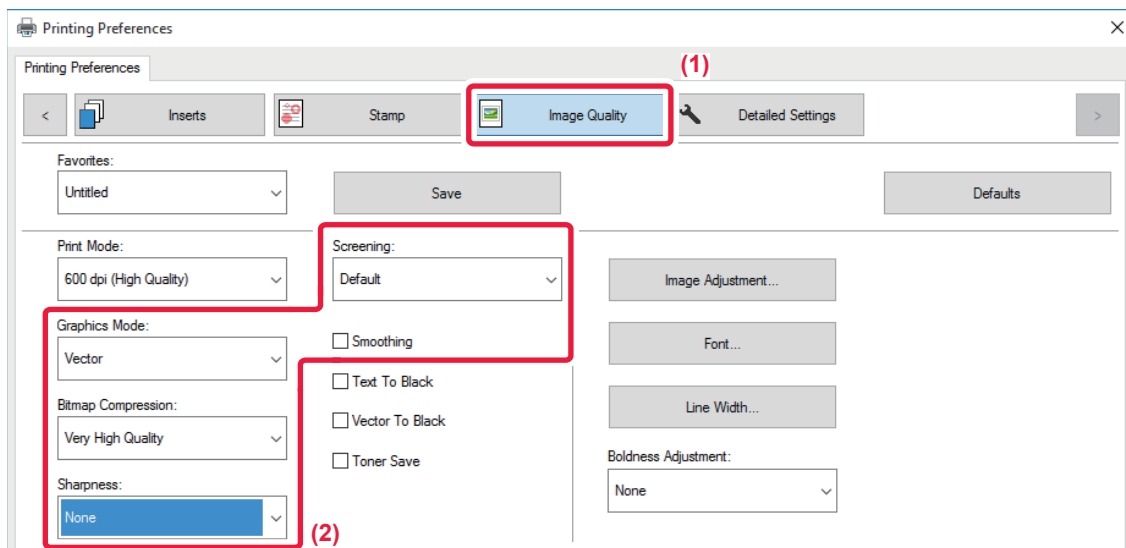 Printing Preferences
Printing Preferences
(1)
< Inserts Stamp Image Quality Detailed Settings >
Favorites:
Untitled Save Defaults
Print Mode: Screening:
600 dpi (High Quality) Default Image Adjustment...
Graphics Mode:
Vector Smoothing Font...
Text To Black
Bitmap Compression: Vector To Black Line Width...
Very High Quality
Toner Save Boldness Adjustment:
Sharpness:
None None
(2)